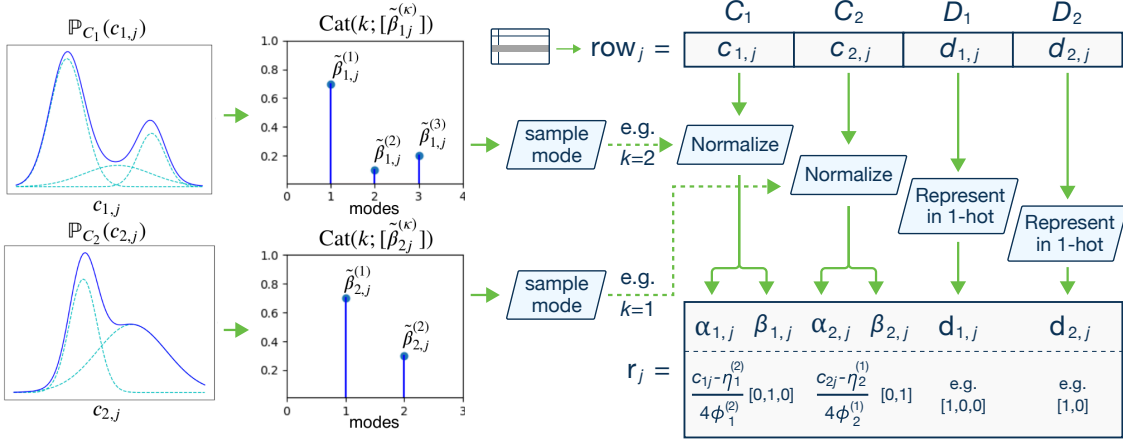 ℙ_{C_1}(c_{1,j})
1.0
0.8
0.6
0.4
0.2
0 1 2 3 4
modes
Cat(k; [β̃_{1j}^{(κ)}])
β̃_{1,j}^{(1)}
β̃_{1,j}^{(2)}
β̃_{1,j}^{(3)}
c_{1,j}
sample
mode
e.g.
k=2
ℙ_{C_2}(c_{2,j})
Cat(k; [β̃_{2j}^{(κ)}])
1.0
0.8
0.6
0.4
0.2
β̃_{2,j}^{(1)}
β̃_{2,j}^{(2)}
0 1 2 3
modes
c_{2,j}
sample
mode
e.g.
k=1
C_1 C_2 D_1 D_2
row_j = c_{1,j} c_{2,j} d_{1,j} d_{2,j}
Normalize
Normalize
Represent
in 1-hot
Represent
in 1-hot
α_{1,j} β_{1,j} α_{2,j} β_{2,j} d_{1,j} d_{2,j}
r_j =
c_{1j}-η_1^{(2)}
4ϕ_1^{(2)}
[0,1,0]
c_{2j}-η_2^{(1)}
4ϕ_2^{(1)}
[0,1]
e.g.
[1,0,0]
e.g.
[1,0]